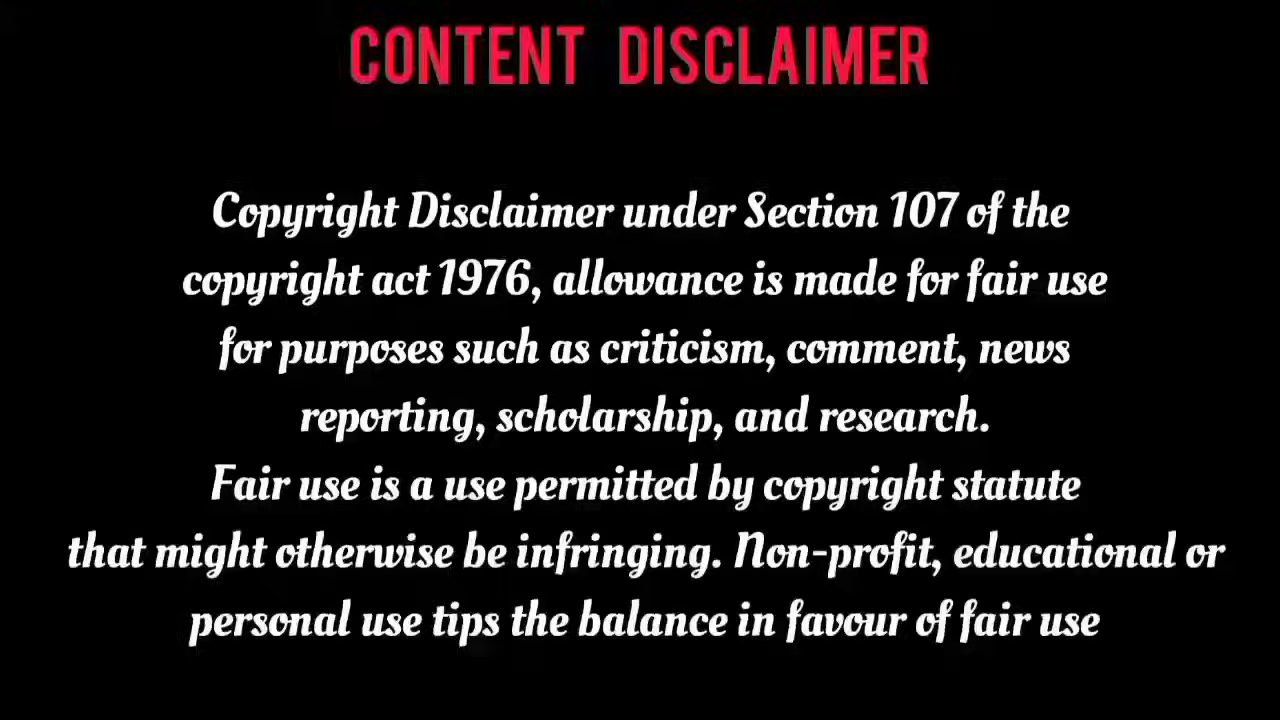 CONTENT DISCLAIMER
Copyright Disclaimer under Section 107 of the
copyright act 1976, allowance is made for fair use
for purposes such as criticism, comment, news
reporting, scholarship, and research.
Fair use is a use permitted by copyright statute
that might otherwise be infringing. Non-profit, educational or
personal use tips the balance in favour of fair use